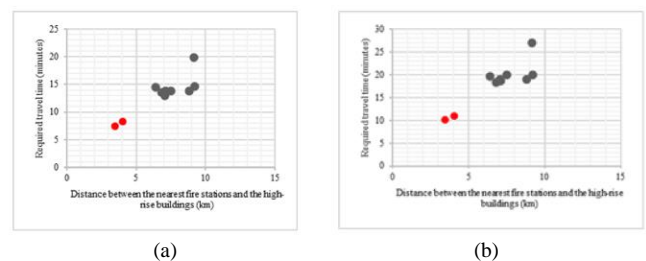 25
20
15
10
5
0
Required travel time (minutes)
0 5 10 15
Distance between the nearest fire stations and the high-
rise buildings (km)
(a)
30
25
20
15
10
5
0
Required travel time (minutes)
0 5 10 15
Distance between the nearest fire stations and the high-rise
buildings (km)
(b)